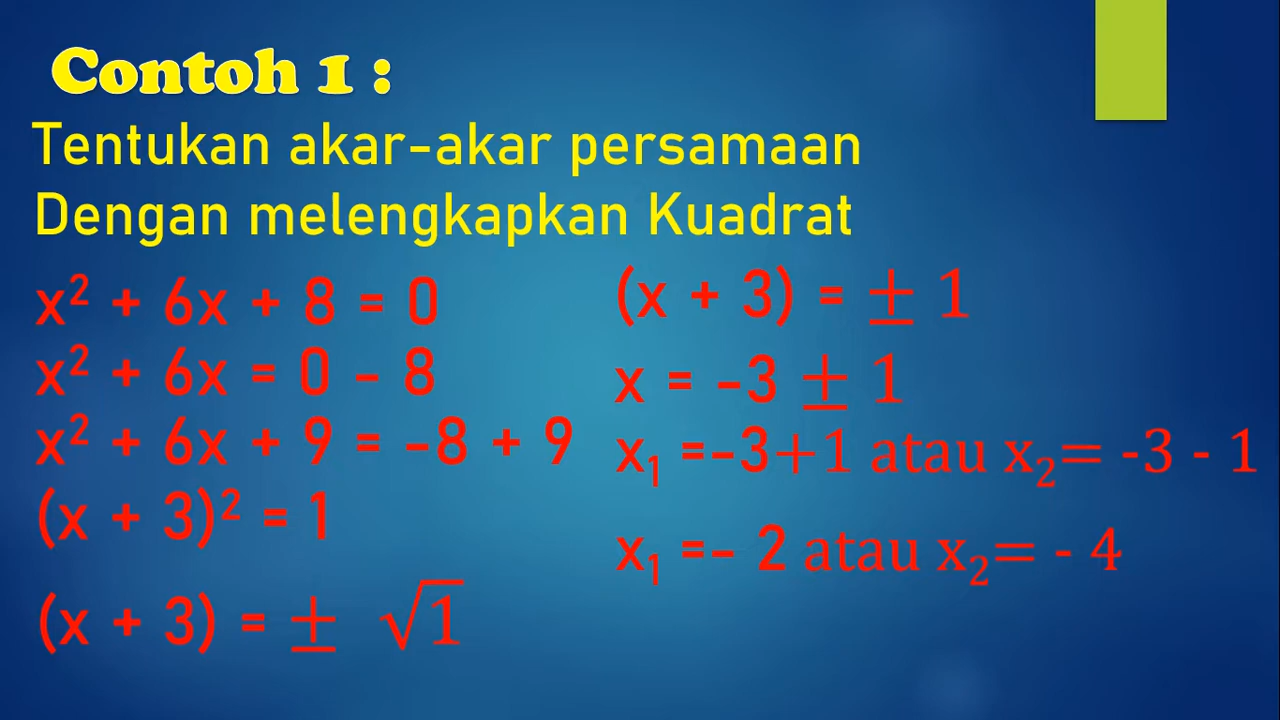 Contoh 1 :
Tentukan akar-akar persamaan
Dengan melengkapkan Kuadrat
x² + 6x + 8 = 0
x² + 6x = 0 - 8
x² + 6x + 9 = -8 + 9
(x + 3)² = 1
(x + 3) = ± √1
(x + 3) = ± 1
x = -3 ± 1
x₁ =-3+1 atau x₂= -3 - 1
x₁ =- 2 atau x₂= - 4